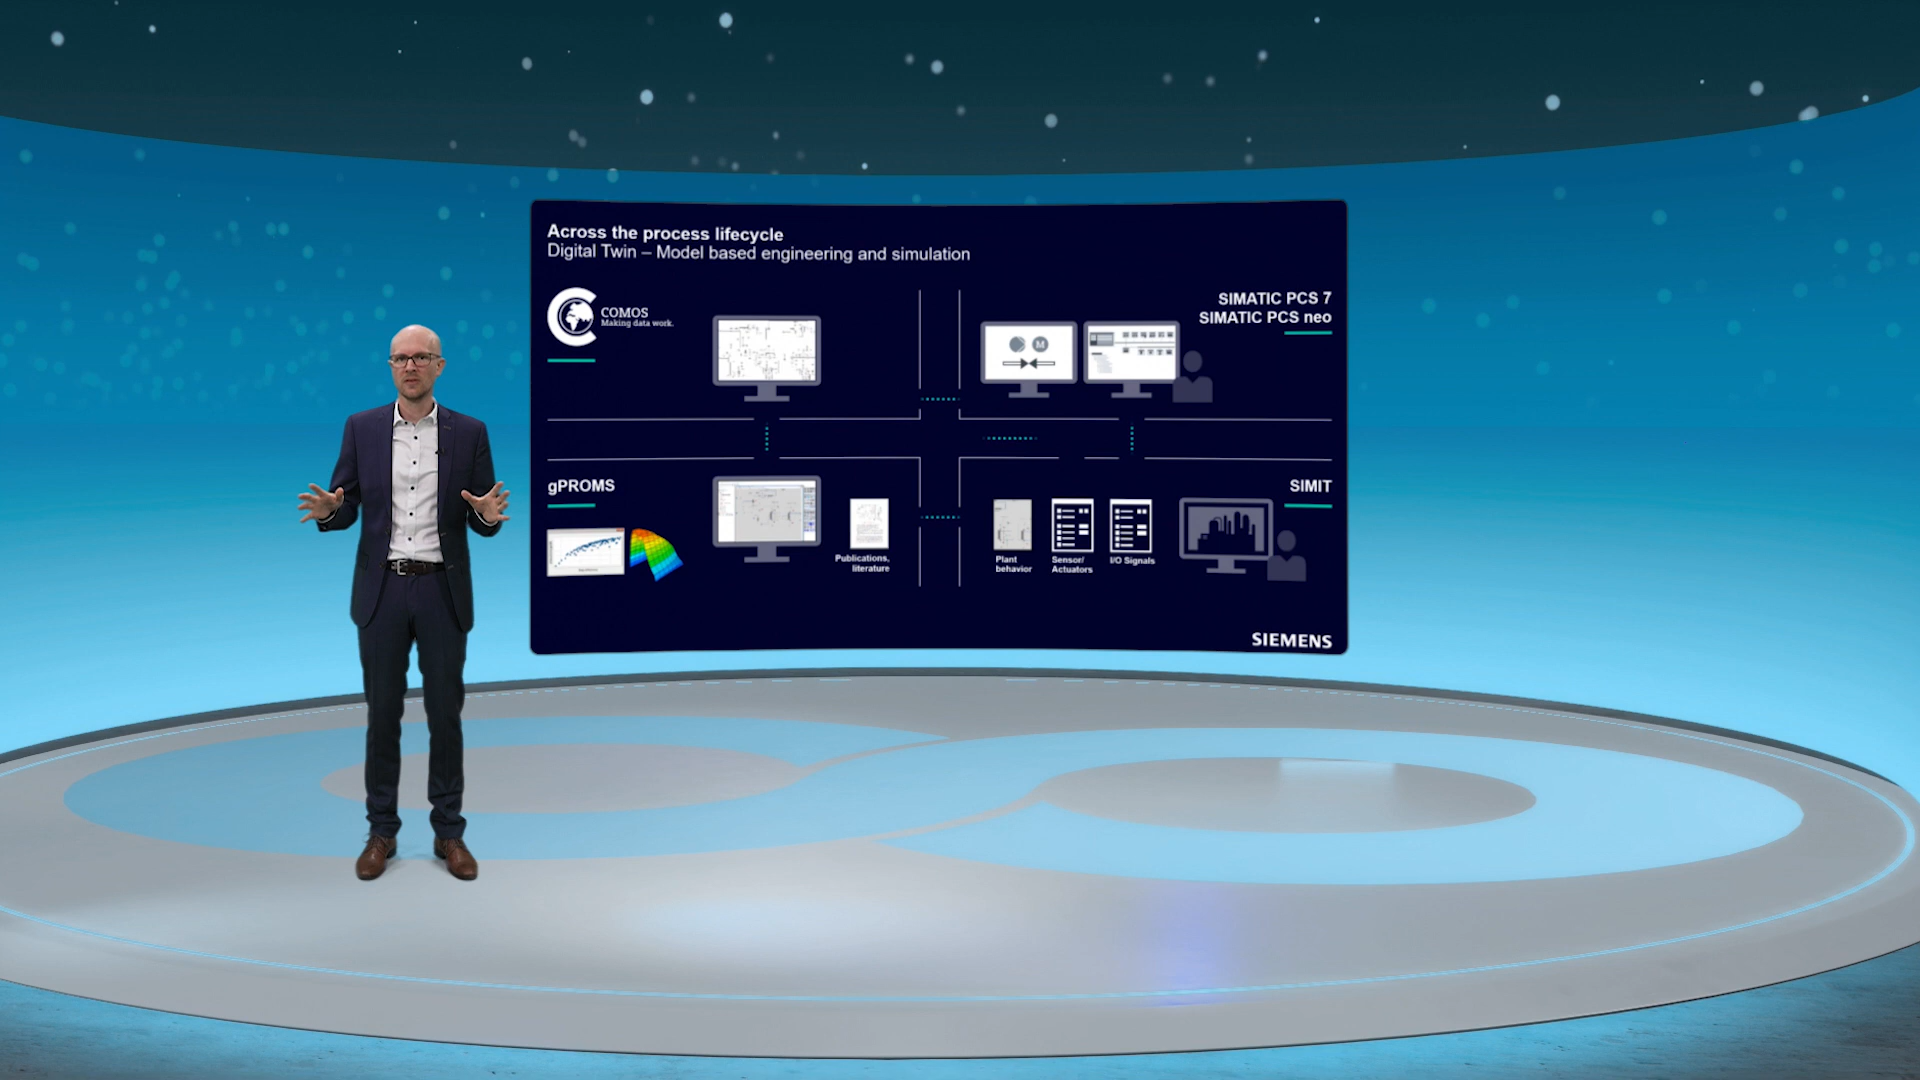 Across the process lifecycle
Digital Twin – Model based engineering and simulation
COMOS
Making data work.
SIMATIC PCS 7
SIMATIC PCS neo
M
gPROMS
Publications,
literature
Plant
behavior
Sensor/
Actuators
I/O Signals
SIMIT
SIEMENS